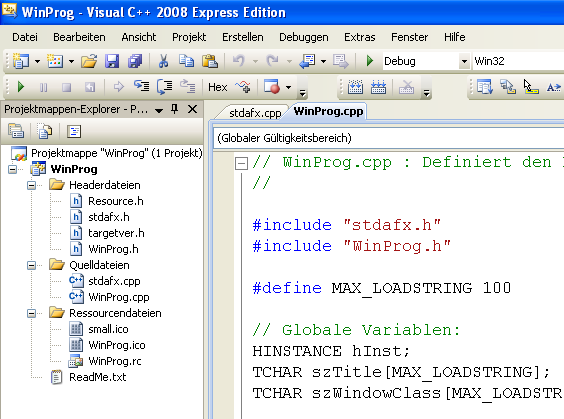 WinProg - Visual C++ 2008 Express Edition
Datei Bearbeiten Ansicht Projekt Erstellen Debuggen Extras Fenster Hilfe
Debug Win32
Hex
Projektmappen-Explorer - P...
stdafx.cpp WinProg.cpp
(Globaler Gültigkeitsbereich)
Projektmappe "WinProg" (1 Projekt)
WinProg
Headerdateien
Resource.h
stdafx.h
targetver.h
WinProg.h
Quelldateien
stdafx.cpp
WinProg.cpp
Ressourcendateien
small.ico
WinProg.ico
WinProg.rc
ReadMe.txt
// WinProg.cpp : Definiert den
//
#include "stdafx.h"
#include "WinProg.h"
#define MAX_LOADSTRING 100
// Globale Variablen:
HINSTANCE hInst;
TCHAR szTitle[MAX_LOADSTRING];
TCHAR szWindowClass[MAX_LOADSTR